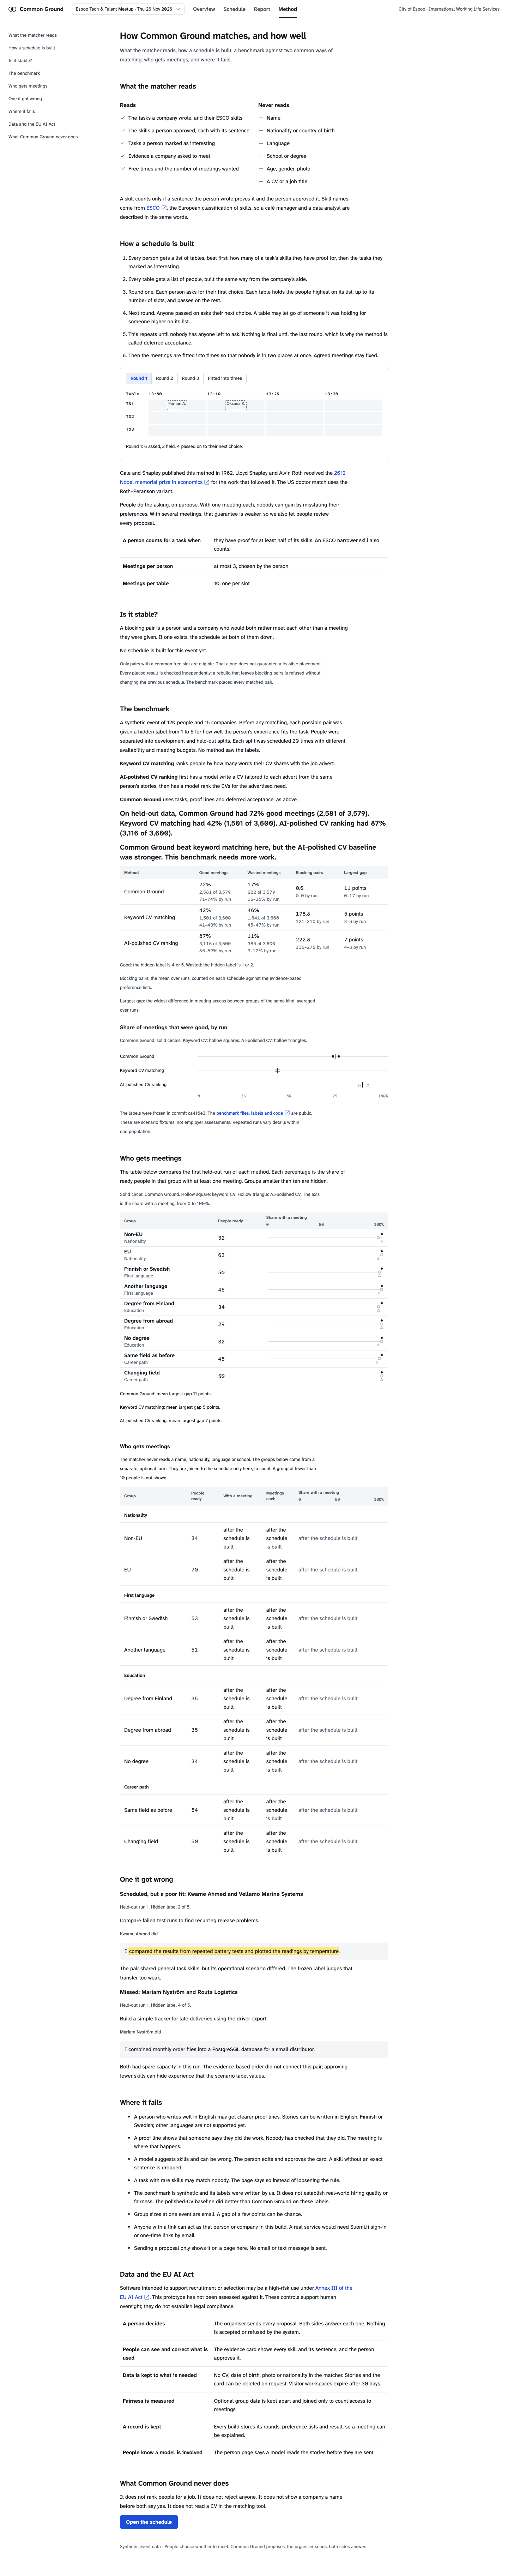 Common Ground
Espoo Tech & Talent Meetup · Thu 26 Nov 2026
Overview
Schedule
Report
Method
City of Espoo · International Working Life Services
What the matcher reads
How a schedule is built
Is it stable?
The benchmark
Who gets meetings
One it got wrong
Where it fails
Data and the EU AI Act
What Common Ground never does
How Common Ground matches, and how well
What the matcher reads, how a schedule is built, a benchmark against two common ways of
matching, who gets meetings, and where it fails.
What the matcher reads
Reads
The tasks a company wrote, and their ESCO skills
The skills a person approved, each with its sentence
Tasks a person marked as interesting
Evidence a company asked to meet
Free times and the number of meetings wanted
Never reads
Name
Nationality or country of birth
Language
School or degree
Age, gender, photo
A CV or a job title
A skill counts only if a sentence the person wrote proves it and the person approved it. Skill names
come from ESCO, the European classification of skills, so a café manager and a data analyst are
described in the same words.
How a schedule is built
1. Every person gets a list of tables, best first: how many of a task's skills they have proof for, then the tasks they
marked as interesting.
2. Every table gets a list of people, built the same way from the company's side.
3. Round one. Each person asks for their first choice. Each table holds the people highest on its list, up to its
number of slots, and passes on the rest.
4. Next round. Anyone passed on asks their next choice. A table may let go of someone it was holding for
someone higher on its list.
5. This repeats until nobody has anyone left to ask. Nothing is final until the last round, which is why the method is
called deferred acceptance.
6. Then the meetings are fitted into times so that nobody is in two places at once. Agreed meetings stay fixed.
Round 1
Round 2
Round 3
Fitted into times
Table 13:00 13:10 13:20 13:30
T01 Farhan A. Oksana K.
T02
T03
Round 1: 6 asked, 2 held, 4 passed on to their next choice.
Gale and Shapley published this method in 1962. Lloyd Shapley and Alvin Roth received the 2012
Nobel memorial prize in economics for the work that followed it. The US doctor match uses the
Roth-Peranson variant.
People do the asking, on purpose. With one meeting each, nobody can gain by misstating their
preferences. With several meetings, that guarantee is weaker, so we also let people review
every proposal.
A person counts for a task when they have proof for at least half of its skills. An ESCO narrower skill also
counts.
Meetings per person at most 3, chosen by the person
Meetings per table 10, one per slot
Is it stable?
A blocking pair is a person and a company who would both rather meet each other than a meeting
they were given. If one exists, the schedule let both of them down.
No schedule is built for this event yet.
Only pairs with a common free slot are eligible. That alone does not guarantee a feasible placement.
Every placed result is checked independently; a rebuild that leaves blocking pairs is refused without
changing the previous schedule. The benchmark placed every matched pair.
The benchmark
A synthetic event of 120 people and 15 companies. Before any matching, each possible pair was
given a hidden label from 1 to 5 for how well the person's experience fits the task. People were
separated into development and held-out splits. Each split was scheduled 20 times with different
availability and meeting budgets. No method saw the labels.
Keyword CV matching ranks people by how many words their CV shares with the job advert.
AI-polished CV ranking first has a model write a CV tailored to each advert from the same
person's stories, then has a model rank the CVs for the advertised need.
Common Ground uses tasks, proof lines and deferred acceptance, as above.
On held-out data, Common Ground had 72% good meetings (2,581 of 3,579).
Keyword CV matching had 42% (1,501 of 3,600). AI-polished CV ranking had 87%
(3,116 of 3,600).
Common Ground beat keyword matching here, but the AI-polished CV baseline
was stronger. This benchmark needs more work.
Method Good meetings Wasted meetings Blocking pairs Largest gap
Common Ground
72%
2,581 of 3,579
71–74% by run
17%
622 of 3,579
0.0
0–0 by run
11 points
0–17 by run
Keyword CV matching
42%
1,501 of 3,600
41–43% by run
46%
1,641 of 3,600
45–47% by run
178.8
5 points
3–6 by run
AI-polished CV ranking
87%
3,116 of 3,600
85–89% by run
11%
385 of 3,600
9–12% by run
222.8
7 points
4–8 by run
Good: the hidden label is 4 or 5. Wasted: the hidden label is 1 or 2.
Blocking pairs: the mean over runs, counted on each schedule against the evidence-based
preference lists.
Largest gap: the widest difference in meeting access between groups of the same kind, averaged
over runs.
Share of meetings that were good, by run
Common Ground: solid circles. Keyword CV: hollow squares. AI-polished CV: hollow triangles.
Common Ground
Keyword CV matching
AI-polished CV ranking
0 25 50 75 100%
The labels were frozen in commit ca410e3. The benchmark files, labels and code are public.
These are scenario fixtures, not employer assessments. Repeated runs vary details within
one population.
Who gets meetings
The table below compares the first held-out run of each method. Each percentage is the share of
ready people in that group with at least one meeting. Groups smaller than ten are hidden.
Solid circle: Common Ground. Hollow square: keyword CV. Hollow triangle: AI-polished CV. The axis
is the share with a meeting, from 0 to 100%.
Group People ready Share with a meeting
0 50 100%
Non-EU
Nationality
32
EU
Nationality
63
Finnish or Swedish
First language
50
Another language
First language
45
Degree from Finland
Education
34
Degree from abroad
Education
29
No degree
Education
32
Same field as before
Career path
45
Changing field
Career path
50
Common Ground: mean largest gap 11 points.
Keyword CV matching: mean largest gap 5 points.
AI-polished CV ranking: mean largest gap 7 points.
Who gets meetings
The matcher never reads a name, nationality, language or school. The groups below come from a
separate, optional form. They are joined to the schedule only here, to count. A group of fewer than
10 people is not shown.
Group People ready With a meeting Meetings each Share with a meeting
0 50 100%
Nationality
Non-EU 34 after the schedule is built after the schedule is built after the schedule is built
EU 70 after the schedule is built after the schedule is built after the schedule is built
First language
Finnish or Swedish 53 after the schedule is built after the schedule is built after the schedule is built
Another language 51 after the schedule is built after the schedule is built after the schedule is built
Education
Degree from Finland 35 after the schedule is built after the schedule is built after the schedule is built
Degree from abroad 35 after the schedule is built after the schedule is built after the schedule is built
No degree 34 after the schedule is built after the schedule is built after the schedule is built
Career path
Same field as before 54 after the schedule is built after the schedule is built after the schedule is built
Changing field 50 after the schedule is built after the schedule is built after the schedule is built
One it got wrong
Scheduled, but a poor fit: Kwame Ahmed and Vellamo Marine Systems
Held-out run 1. Hidden label 2 of 5.
Compare failed test runs to find recurring release problems.
Kwame Ahmed did
I compared the results from repeated battery tests and plotted the readings by temperature.
The pair shared general task skills, but its operational scenario differed. The frozen label judges that
transfer too weak.
Missed: Mariam Nyström and Routa Logistics
Held-out run 1. Hidden label 4 of 5.
Build a simple tracker for late deliveries using the driver export.
Mariam Nyström did
I combined monthly order files into a PostgreSQL database for a small distributor.
Both had spare capacity in this run. The evidence-based order did not connect this pair; approving
fewer skills can hide experience that the scenario label values.
Where it fails
A person who writes well in English may get clearer proof lines. Stories can be written in English, Finnish or
Swedish; other languages are not supported yet.
A proof line shows that someone says they did the work. Nobody has checked that they did. The meeting is
where that happens.
A model suggests skills and can be wrong. The person edits and approves the card. A skill without an exact
sentence is dropped.
A task with rare skills may match nobody. The page says so instead of loosening the rule.
The benchmark is synthetic and its labels were written by us. It does not establish real-world hiring quality or
fairness. The polished-CV baseline did better than Common Ground on these labels.
Group sizes at one event are small. A gap of a few points can be chance.
Anyone with a link can act as that person or company in this build. A real service would need Suomi.fi sign-in
or one-time links by email.
Sending a proposal only shows it on a page here. No email or text message is sent.
Data and the EU AI Act
Software intended to support recruitment or selection may be a high-risk use under Annex III of the
EU AI Act. This prototype has not been assessed against it. These controls support human
oversight; they do not establish legal compliance.
A person decides The organiser sends every proposal. Both sides answer each one. Nothing
is accepted or refused by the system.
People can see and correct what is used The evidence card shows every skill and its sentence, and the person
approves it.
Data is kept to what is needed No CV, date of birth, photo or nationality in the matcher. Stories and the
card can be deleted on request. Visitor workspaces expire after 30 days.
Fairness is measured Optional group data is kept apart and joined only to count access to
meetings.
A record is kept Every build stores its rounds, preference lists and result, so a meeting can
be explained.
People know a model is involved The person page says a model reads the stories before they are sent.
What Common Ground never does
It does not rank people for a job. It does not reject anyone. It does not show a company a name
before both say yes. It does not read a CV in the matching tool.
Open the schedule
Synthetic event data · People choose whether to meet. Common Ground proposes, the organiser sends, both sides answer.